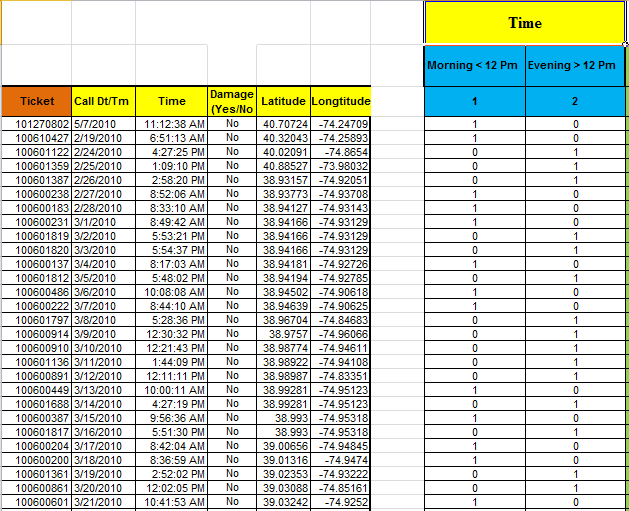 Time
Morning < 12 Pm Evening > 12 Pm
Ticket Call Dt/Tm Time Damage (Yes/No Latitude Longtitude 1 2
101270802 5/7/2010 11:12:38 AM No 40.70724 -74.24709 1 0
100610427 2/19/2010 6:51:13 AM No 40.32043 -74.25893 1 0
100601122 2/24/2010 4:27:25 PM No 40.02091 -74.8654 0 1
100601359 2/25/2010 1:09:10 PM No 40.88527 -73.98032 0 1
100601387 2/26/2010 2:58:20 PM No 38.93157 -74.92051 0 1
100600238 2/27/2010 8:52:06 AM No 38.93773 -74.93708 1 0
100600183 2/28/2010 8:33:10 AM No 38.94127 -74.93143 1 0
100600231 3/1/2010 8:49:42 AM No 38.94166 -74.93129 1 0
100601819 3/2/2010 5:53:21 PM No 38.94166 -74.93129 0 1
100601820 3/3/2010 5:54:37 PM No 38.94166 -74.93129 0 1
100600137 3/4/2010 8:17:03 AM No 38.94181 -74.92726 1 0
100601812 3/5/2010 5:48:02 PM No 38.94194 -74.92785 0 1
100600486 3/6/2010 10:08:08 AM No 38.94502 -74.90618 1 0
100600222 3/7/2010 8:44:10 AM No 38.94639 -74.90625 1 0
100601797 3/8/2010 5:28:36 PM No 38.96704 -74.84683 0 1
100600914 3/9/2010 12:30:32 PM No 38.9757 -74.96066 0 1
100600910 3/10/2010 12:21:43 PM No 38.98774 -74.94611 0 1
100601136 3/11/2010 1:44:09 PM No 38.98922 -74.94108 0 1
100600891 3/12/2010 12:11:11 PM No 38.98987 -74.83351 0 1
100600449 3/13/2010 10:00:11 AM No 38.99281 -74.95123 1 0
100601688 3/14/2010 4:27:19 PM No 38.99281 -74.95123 0 1
100600387 3/15/2010 9:56:36 AM No 38.993 -74.95318 1 0
100601817 3/16/2010 5:51:30 PM No 38.993 -74.95318 0 1
100600204 3/17/2010 8:42:04 AM No 39.00656 -74.94845 1 0
100600200 3/18/2010 8:36:59 AM No 39.01316 -74.9474 1 0
100601361 3/19/2010 2:52:02 PM No 39.02353 -74.93222 0 1
100600861 3/20/2010 12:02:05 PM No 39.03088 -74.85161 0 1
100600601 3/21/2010 10:41:53 AM No 39.03242 -74.9252 1 0